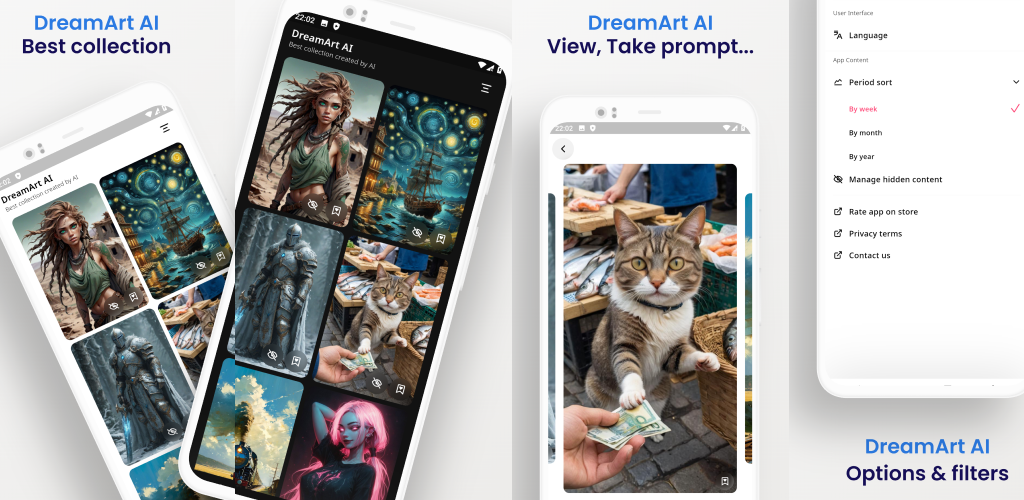 DreamArt AI
Best collection
:02
DreamArt AI
Best collection created by AI
22:02
DreamArt AI
Best collection created by AI
DreamArt AI
View, Take prompt...
22:02
User Interface
Language
App Content
Period sort
By week
By month
By year
Manage hidden content
Rate app on store
Privacy terms
Contact us
DreamArt AI
Options & filters